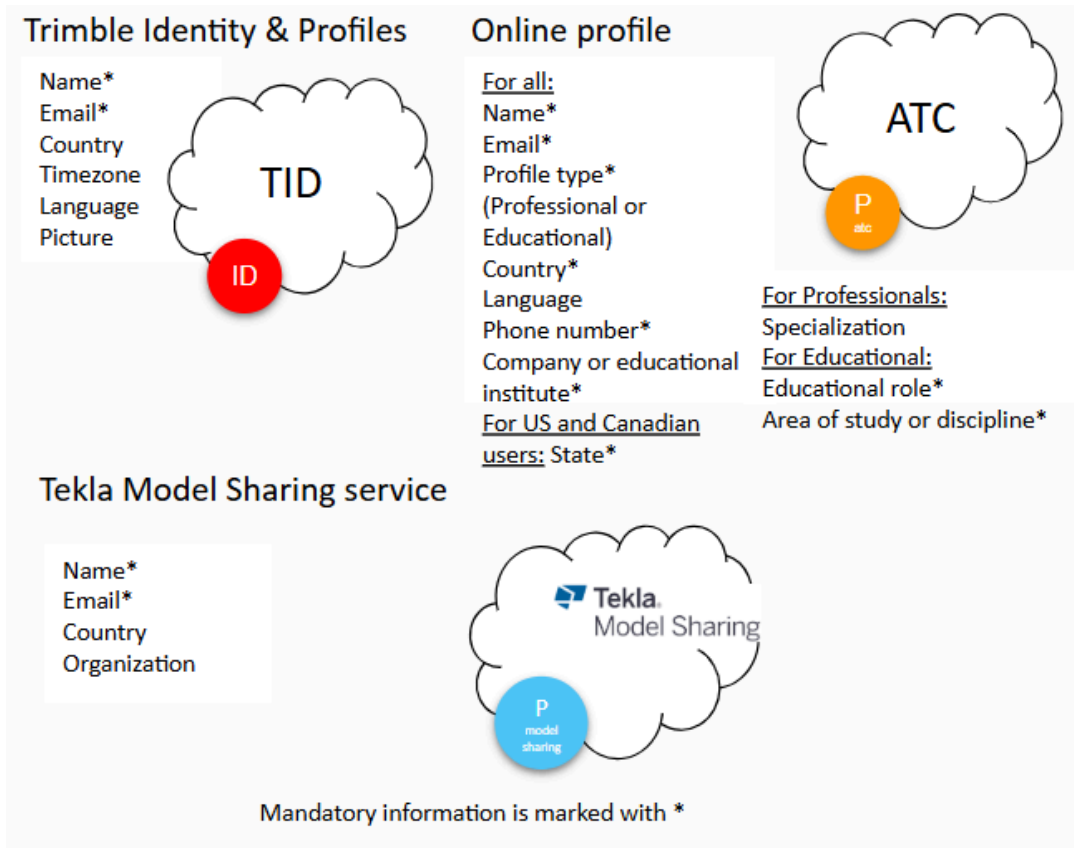 Trimble Identity & Profiles
Name*
Email*
Country
Timezone
Language
Picture
TID
ID
Online profile
For all:
Name*
Email*
Profile type*
(Professional or
Educational)
Country*
Language
Phone number*
Company or educational
institute*
For US and Canadian
users: State*
ATC
P
atc
For Professionals:
Specialization
For Educational:
Educational role*
Area of study or discipline*
Tekla Model Sharing service
Name*
Email*
Country
Organization
Tekla®
Model Sharing
P
model
sharing
Mandatory information is marked with *